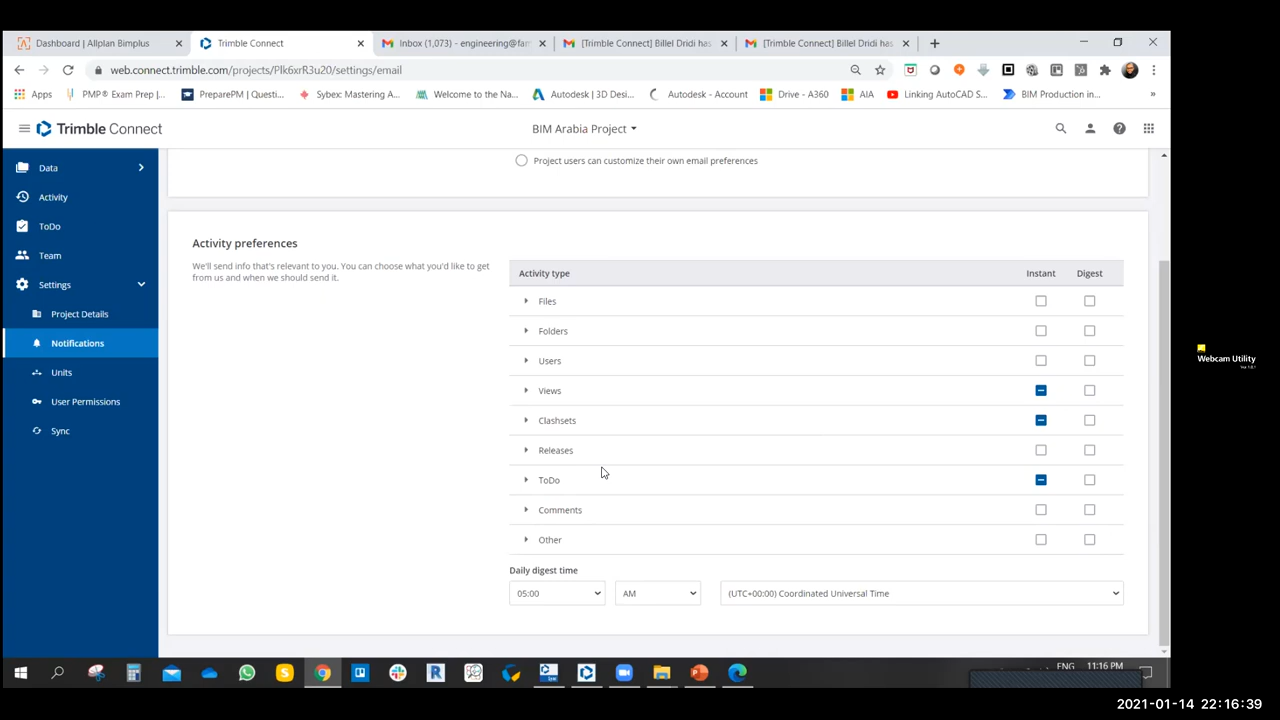 Dashboard | Allplan Bimplus
Trimble Connect
Inbox (1,073) - engineering@fam
[Trimble Connect] Billel Dridi has
[Trimble Connect] Billel Dridi has
web.connect.trimble.com/projects/Plk6xrR3u20/settings/email
Apps
PMP® Exam Prep |...
PreparePM | Questi...
Sybex: Mastering A...
Welcome to the Na...
Autodesk | 3D Desi...
Autodesk - Account
Drive - A360
AIA
Linking AutoCAD S...
BIM Production in...
»
Trimble Connect
BIM Arabia Project
Data
Activity
ToDo
Team
Settings
Project Details
Notifications
Units
User Permissions
Sync
Project users can customize their own email preferences
Activity preferences
We'll send info that's relevant to you. You can choose what you'd like to get
from us and when we should send it.
Activity type Instant Digest
Files
Folders
Users
Views
Clashsets
Releases
ToDo
Comments
Other
Daily digest time
05:00 AM (UTC+00:00) Coordinated Universal Time
Webcam Utility
ENG 11:16 PM
2021-01-14 22:16:39